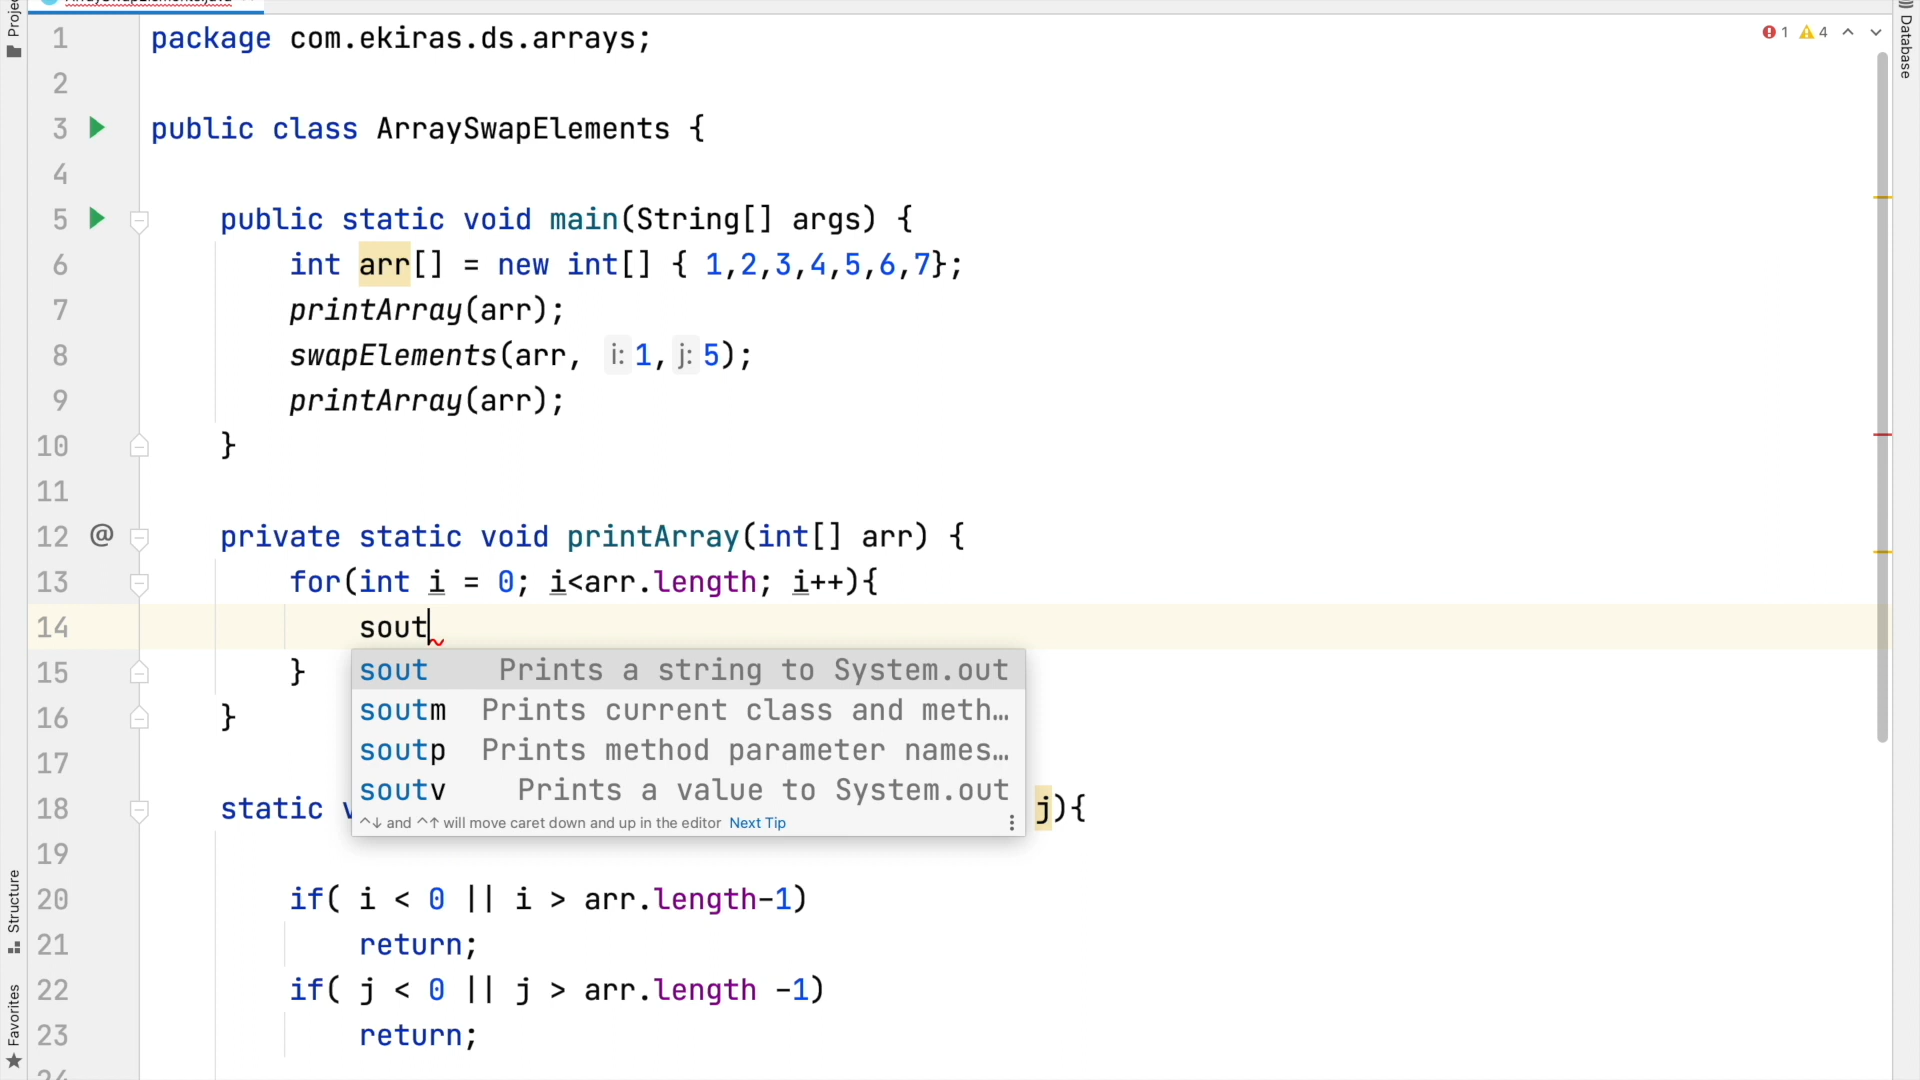 ArraySwapElements.java
1 package com.ekiras.ds.arrays;
1 4
2
3 public class ArraySwapElements {
4
5 public static void main(String[] args) {
6 int arr[] = new int[] { 1,2,3,4,5,6,7};
7 printArray(arr);
8 swapElements(arr, i: 1, j: 5);
9 printArray(arr);
10 }
11
12 @ private static void printArray(int[] arr) {
13 for(int i = 0; i<arr.length; i++){
14 sout
15 }
sout Prints a string to System.out
soutm Prints current class and meth…
soutp Prints method parameter names…
soutv Prints a value to System.out
^↓ and ^↑ will move caret down and up in the editor Next Tip
16 }
17
18 static j){
19
20 if( i < 0 || i > arr.length-1)
21 return;
22 if( j < 0 || j > arr.length -1)
23 return;
24
Database
Structure
Favorites